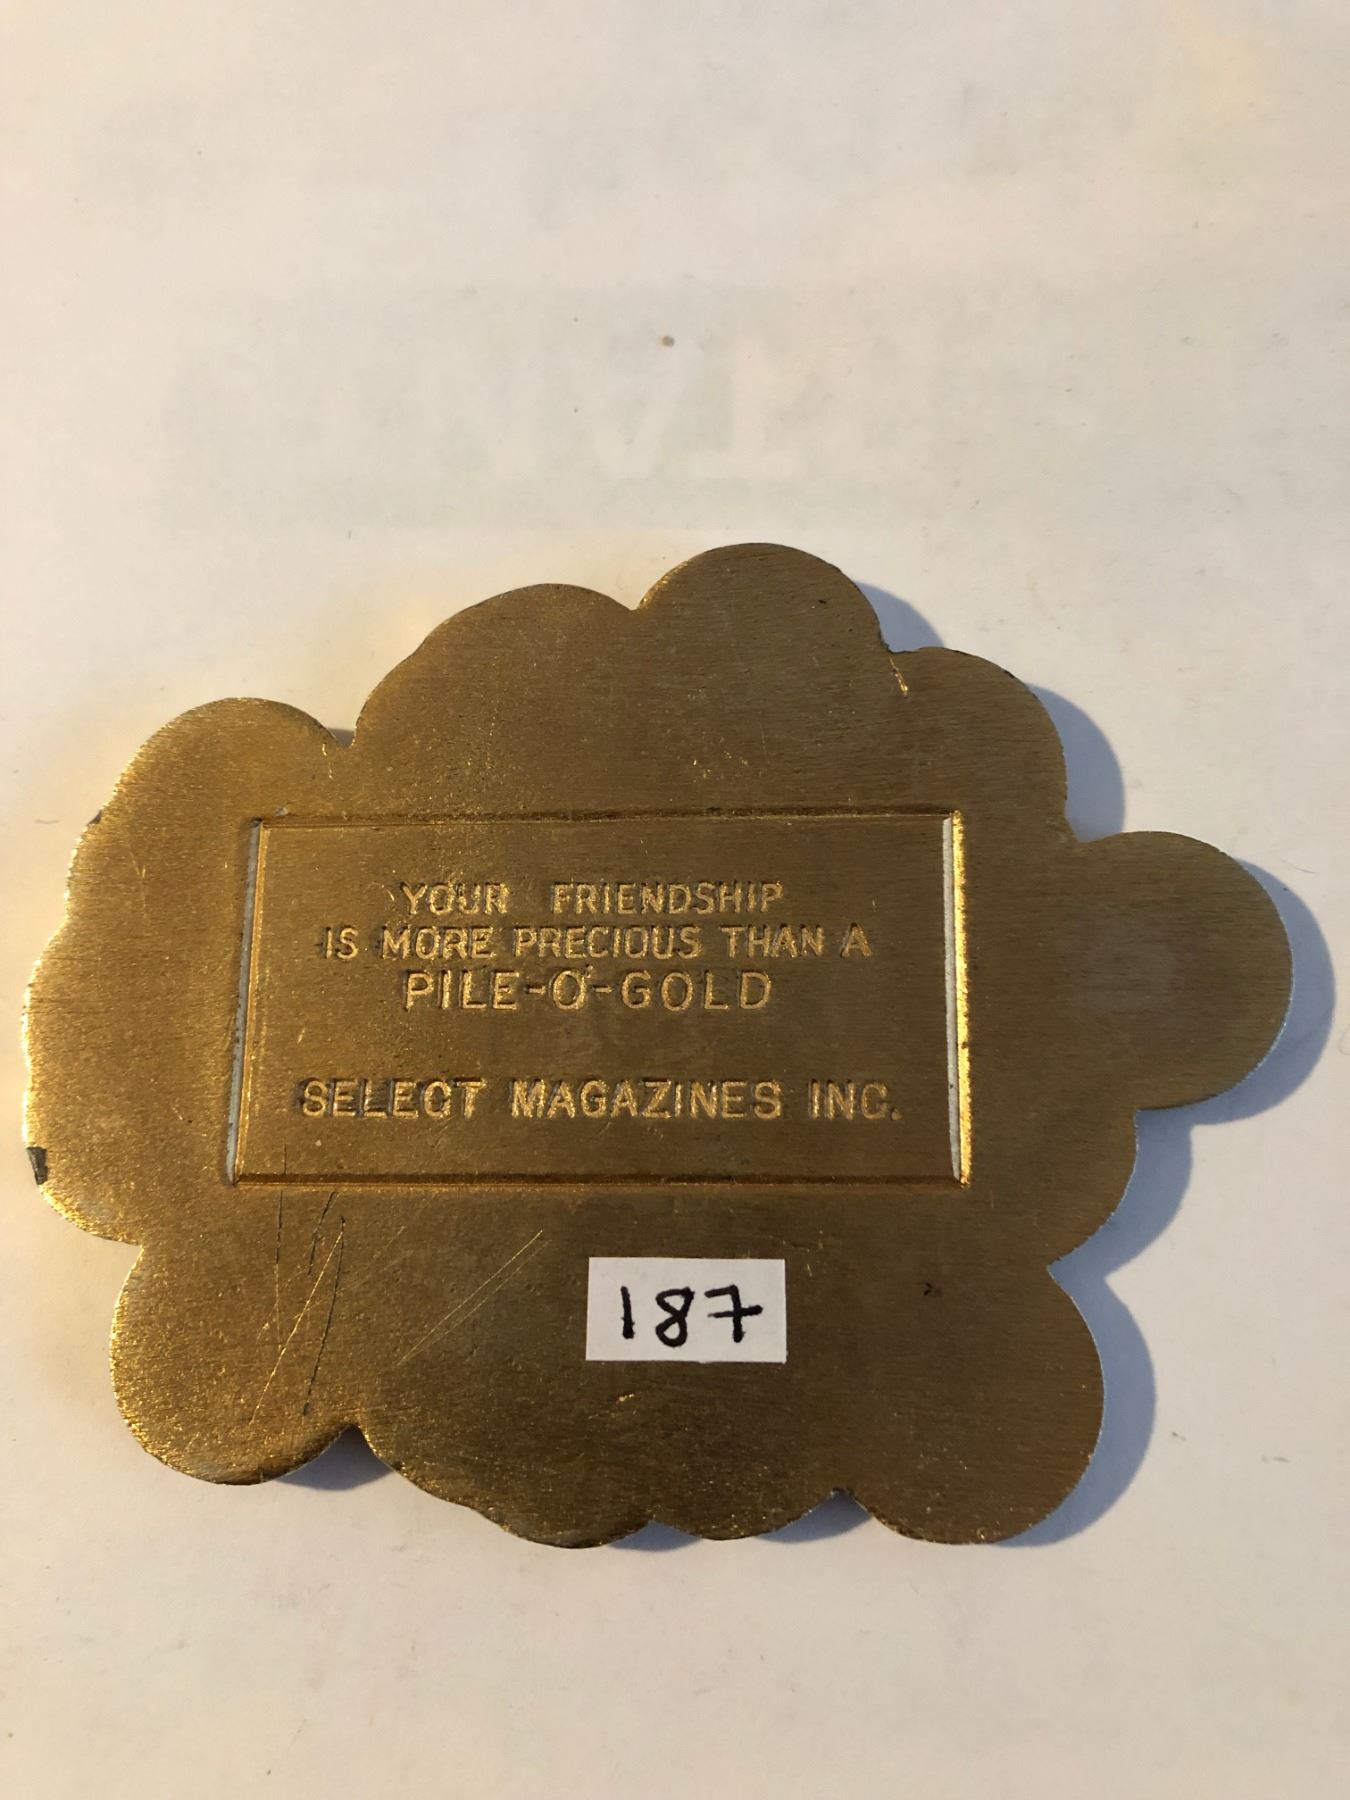 YOUR FRIENDSHIP
IS MORE PRECIOUS THAN A
PILE-O'-GOLD
SELECT MAGAZINES INC.
187